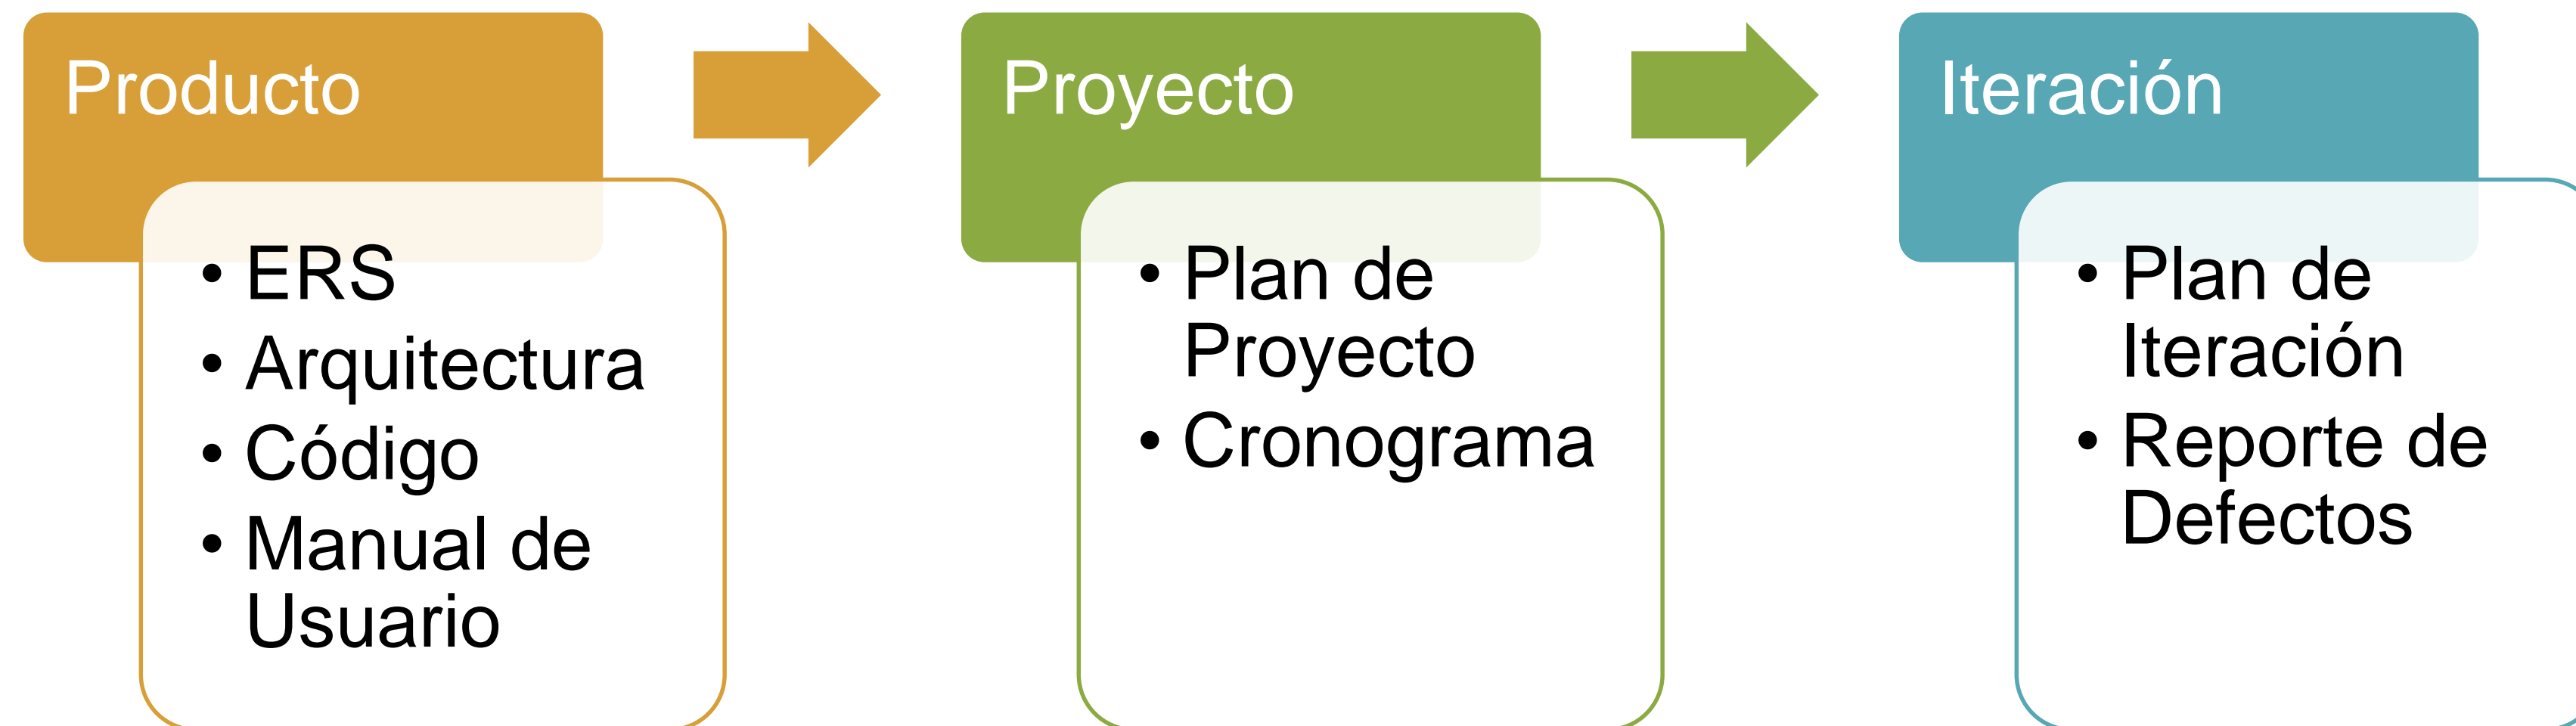 Producto
• ERS
• Arquitectura
• Código
• Manual de
Usuario
Proyecto
• Plan de
Proyecto
• Cronograma
Iteración
• Plan de
Iteración
• Reporte de
Defectos